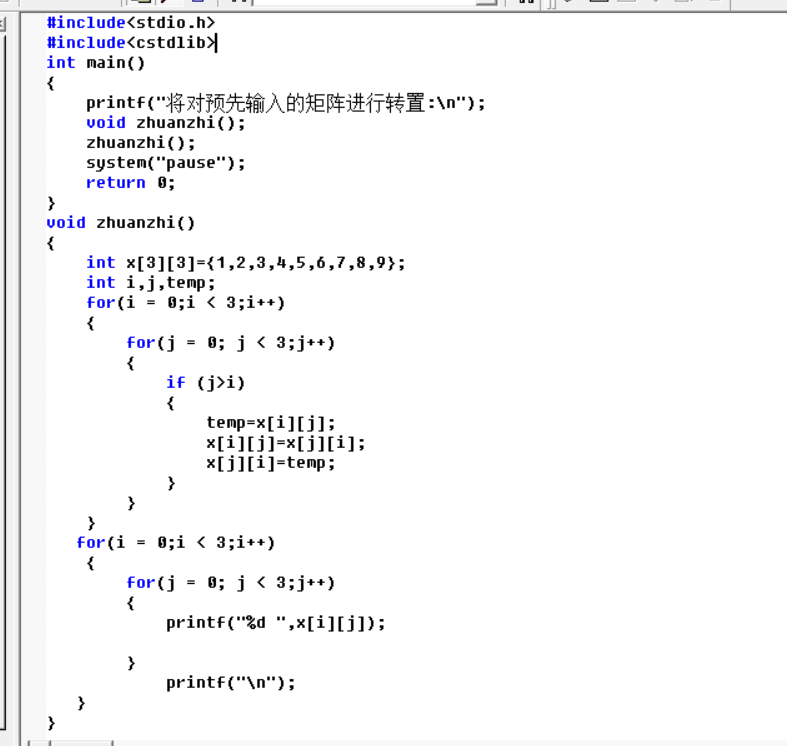 #include<stdio.h>
#include<cstdlib>
int main()
{
    printf("将对预先输入的矩阵进行转置:\n");
    void zhuanzhi();
    zhuanzhi();
    system("pause");
    return 0;
}
void zhuanzhi()
{
    int x[3][3]={1,2,3,4,5,6,7,8,9};
    int i,j,temp;
    for(i = 0;i < 3;i++)
    {
        for(j = 0; j < 3;j++)
        {
            if (j>i)
            {
                temp=x[i][j];
                x[i][j]=x[j][i];
                x[j][i]=temp;
            }
        }
    }
   for(i = 0;i < 3;i++)
    {
        for(j = 0; j < 3;j++)
        {
            printf("%d ",x[i][j]);

        }
            printf("\n");
   }
}